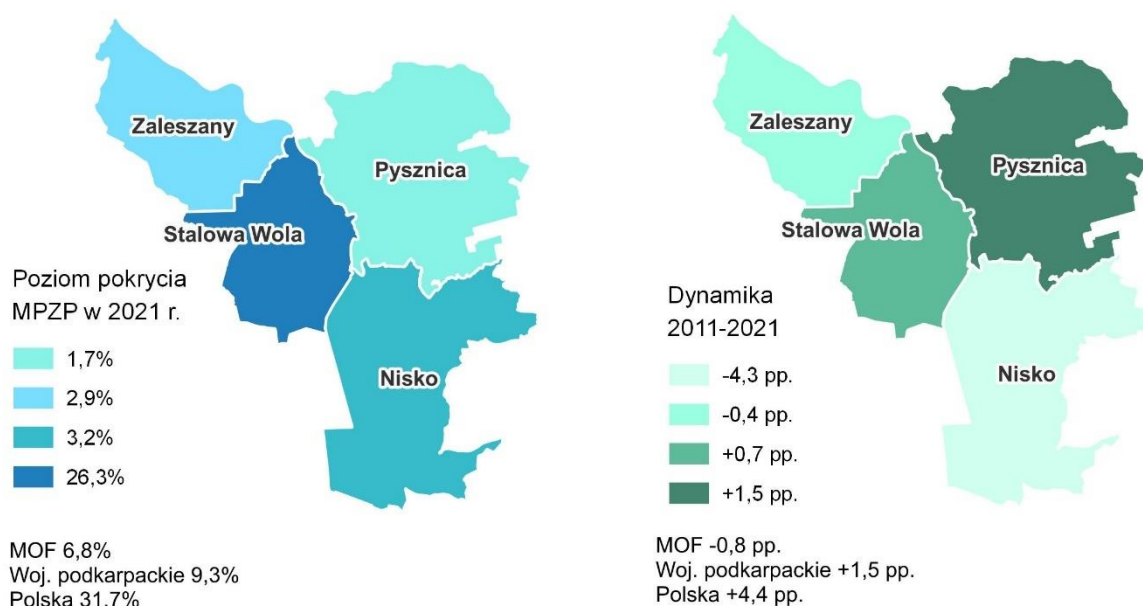 Zaleszany
Pysznica
Stalowa Wola
Nisko
Poziom pokrycia
MPZP w 2021 r.
1,7%
2,9%
3,2%
26,3%
MOF 6,8%
Woj. podkarpackie 9,3%
Polska 31,7%
Zaleszany
Pysznica
Stalowa Wola
Nisko
Dynamika
2011-2021
-4,3 pp.
-0,4 pp.
+0,7 pp.
+1,5 pp.
MOF -0,8 pp.
Woj. podkarpackie +1,5 pp.
Polska +4,4 pp.